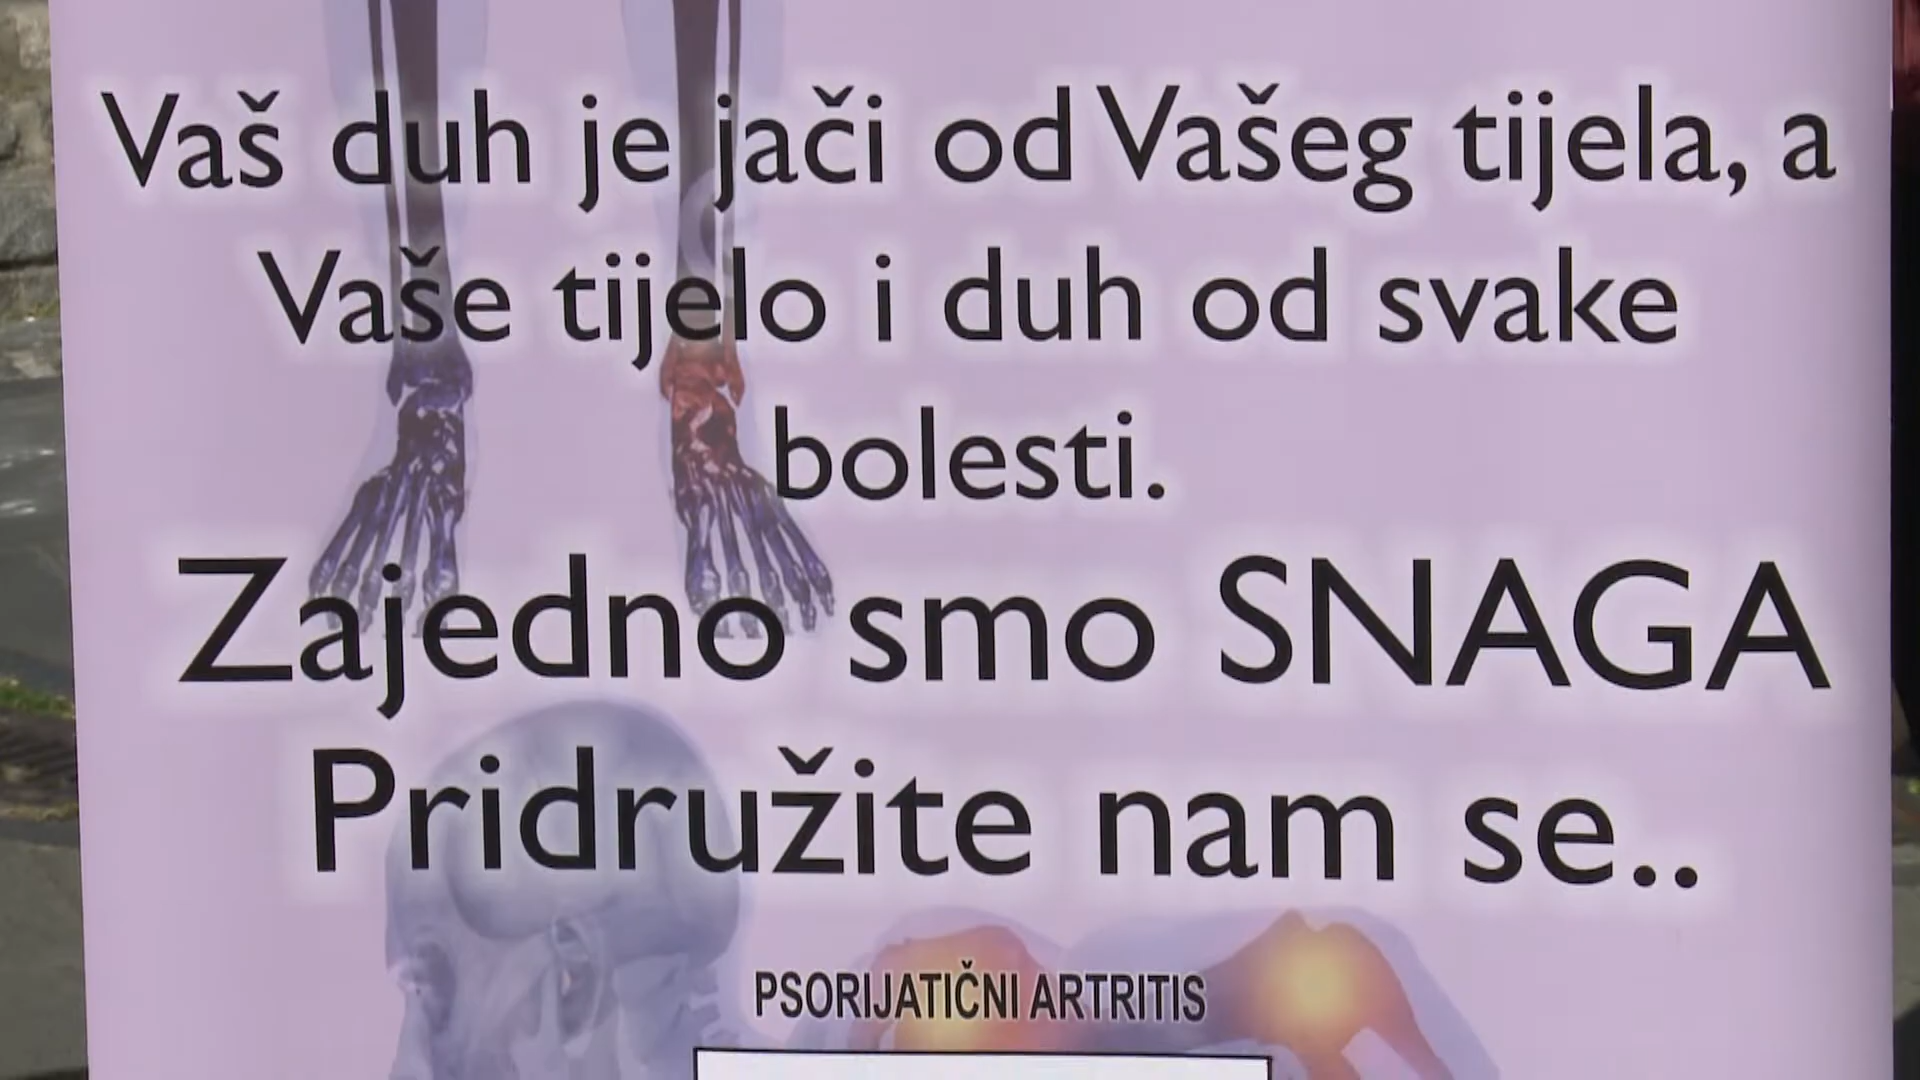 Vaš duh je jači od Vašeg tijela, a
Vaše tijelo i duh od svake
bolesti.
Zajedno smo SNAGA
Pridružite nam se..
PSORIJATIČNI ARTRITIS